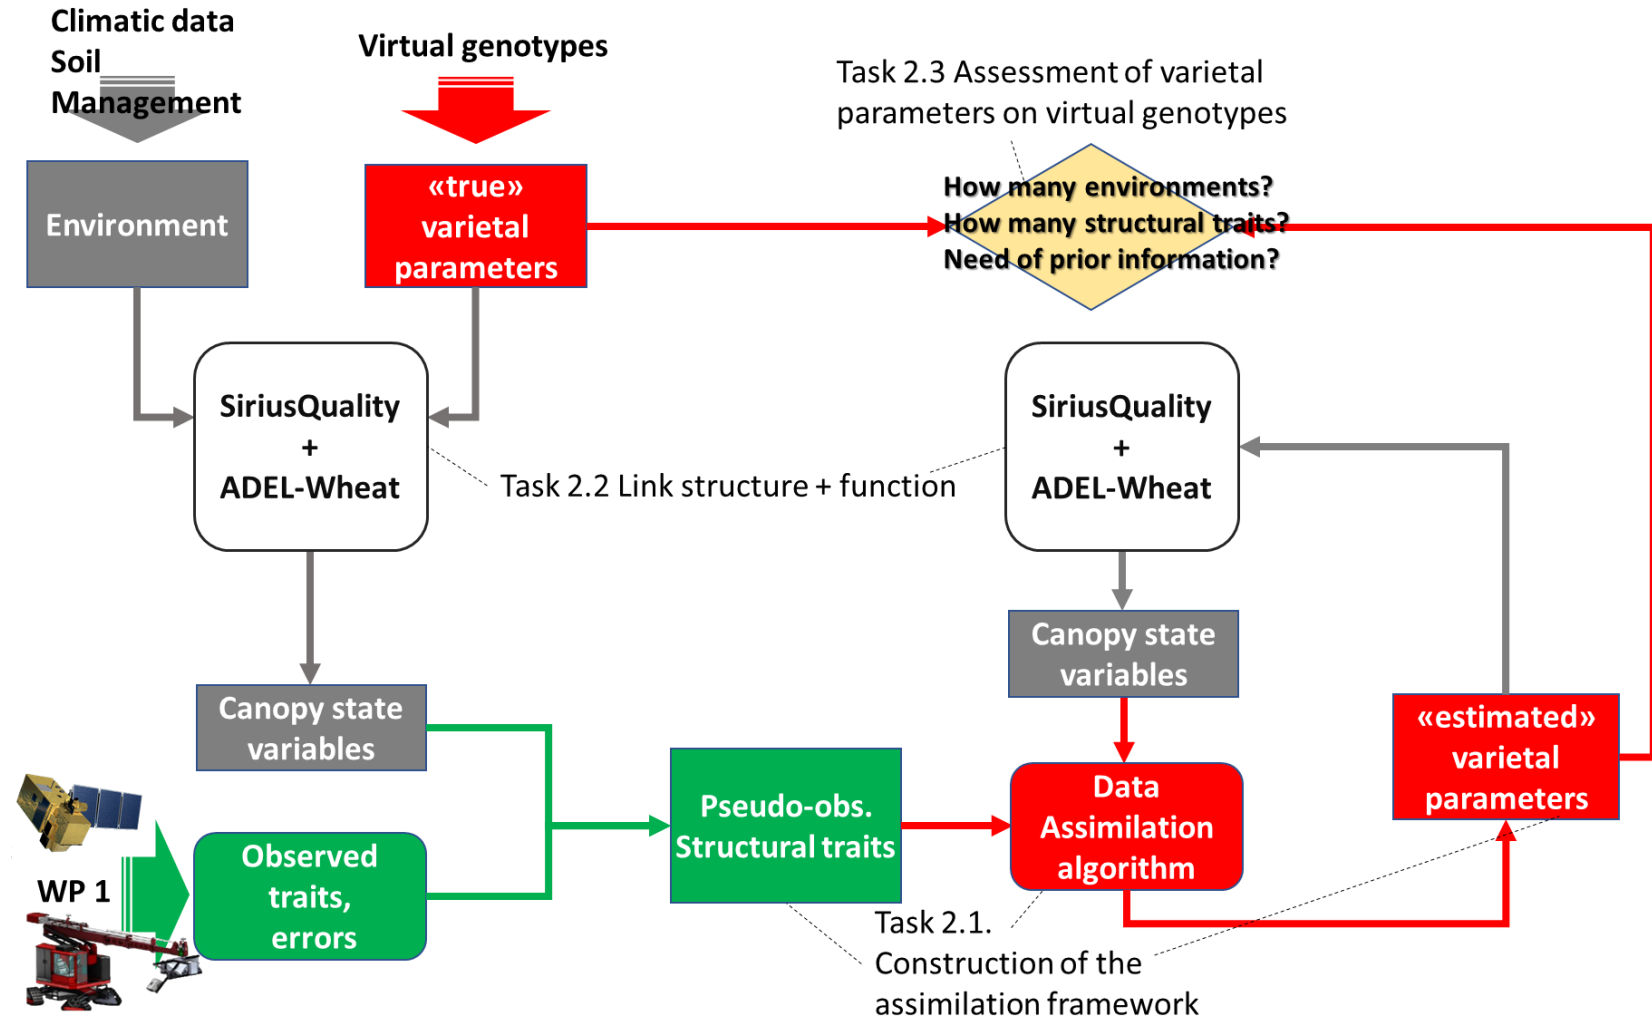 Climatic data
Soil
Management
Virtual genotypes
Task 2.3 Assessment of varietal
parameters on virtual genotypes
Environment
«true»
varietal
parameters
How many environments?
How many structural traits?
Need of prior information?
SiriusQuality
+
ADEL-Wheat
Task 2.2 Link structure + function
SiriusQuality
+
ADEL-Wheat
Canopy state
variables
Canopy state
variables
«estimated»
varietal
parameters
Pseudo-obs.
Structural traits
Data
Assimilation
algorithm
WP 1
Observed
traits,
errors
Task 2.1.
Construction of the
assimilation framework